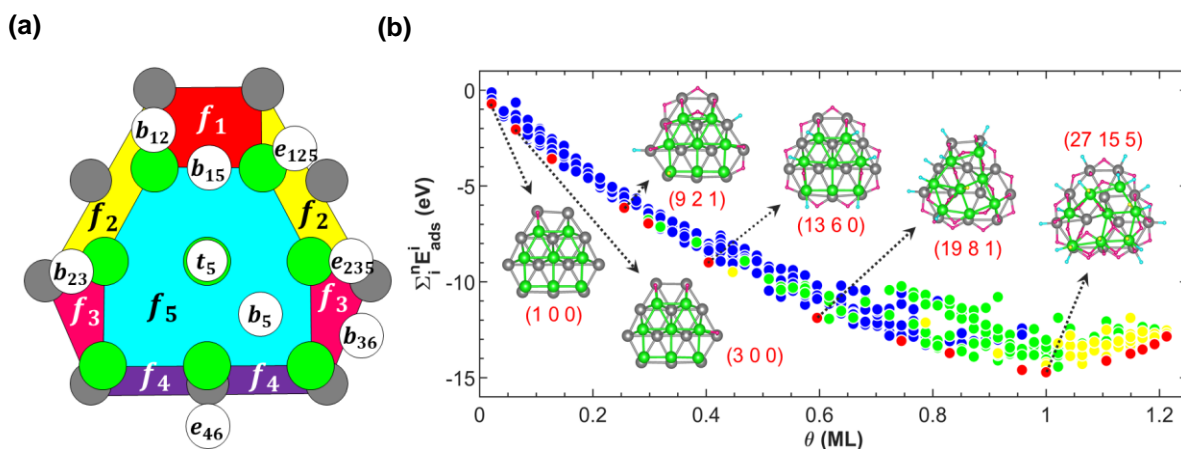 (a)
(b)
f₁
b₁₂
e₁₂₅
b₁₅
f₂
f₂
t₅
b₂₃
e₂₃₅
f₃
f₅
b₅
f₃
b₃₆
f₄
f₄
e₄₆
Σᵢⁿ Eⁱₐds (eV)
0
-5
-10
-15
(1 0 0)
(3 0 0)
(9 2 1)
(13 6 0)
(19 8 1)
(27 15 5)
0
0.2
0.4
0.6
0.8
1
1.2
θ (ML)